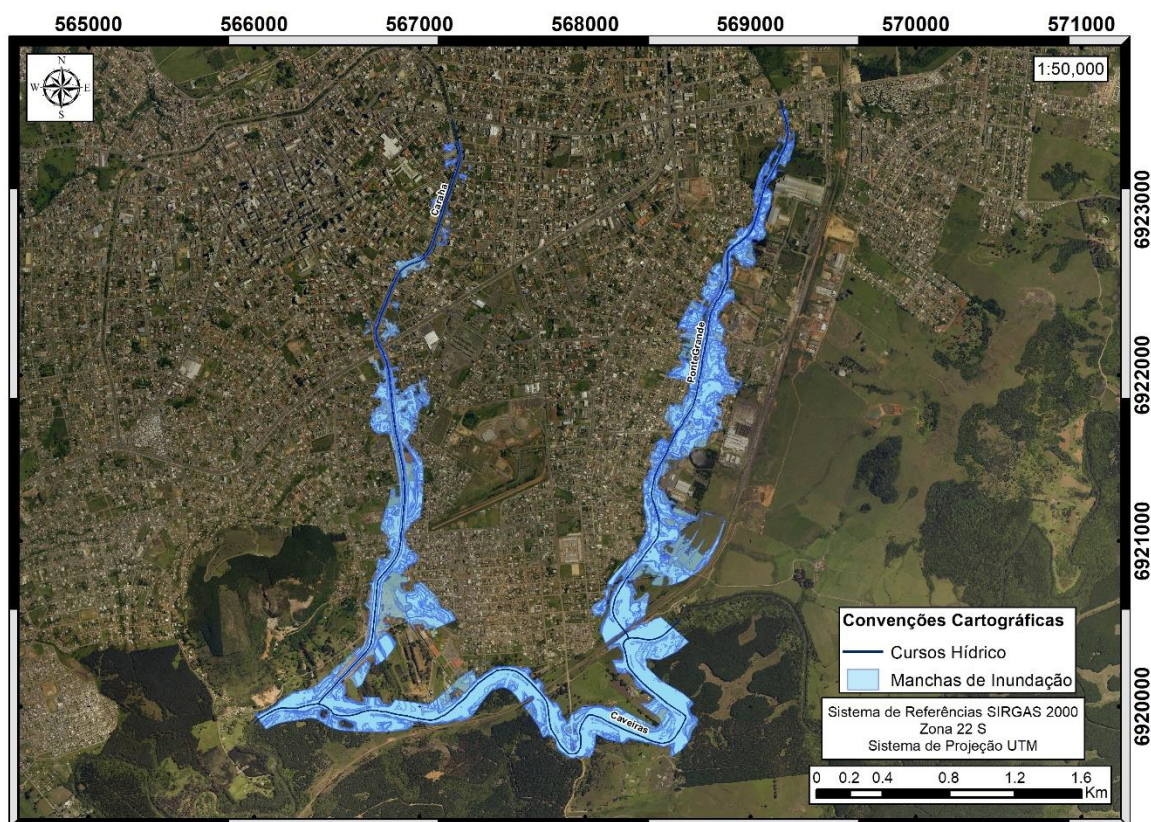 565000 566000 567000 568000 569000 570000 571000
N
W E
S
1:50,000
6923000
Caraha
PonteGrande
6922000
6921000
Convenções Cartográficas
Cursos Hídrico
Manchas de Inundação
6920000
Caveiras
Sistema de Referências SIRGAS 2000
Zona 22 S
Sistema de Projeção UTM
0 0.2 0.4 0.8 1.2 1.6
Km